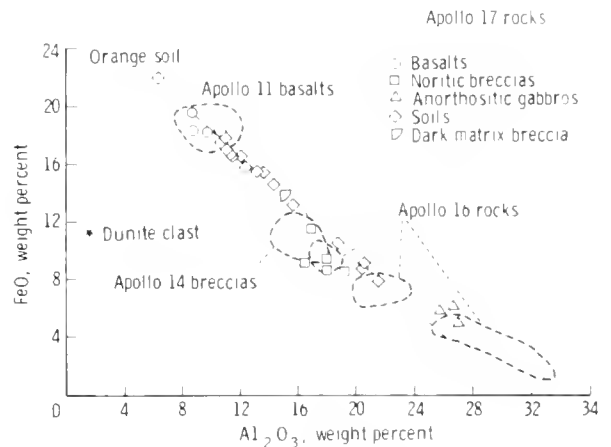 Apollo 17 rocks
Basalts
Noritic breccias
Anorthositic gabbros
Soils
Dark matrix breccia
Orange soil
Apollo 11 basalts
Apollo 16 rocks
Dunite clast
Apollo 14 breccias
FeO, weight percent
24
20
16
12
8
4
0
4
8
12
16
20
24
28
32
34
Al2O3, weight percent